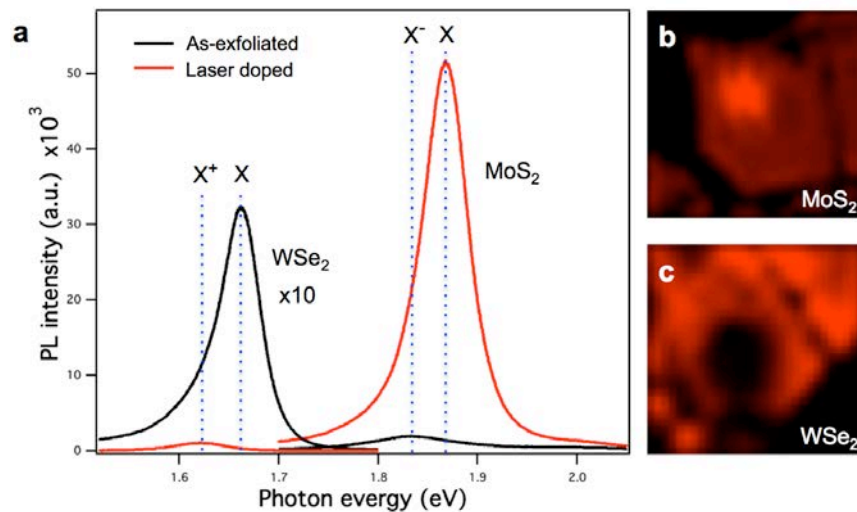 a
As-exfoliated
Laser doped
X⁻ X
X⁺ X
MoS₂
WSe₂
x10
PL intensity (a.u.) x10³
50
40
30
20
10
0
1.6 1.7 1.8 1.9 2.0
Photon evergy (eV)
b
MoS₂
c
WSe₂